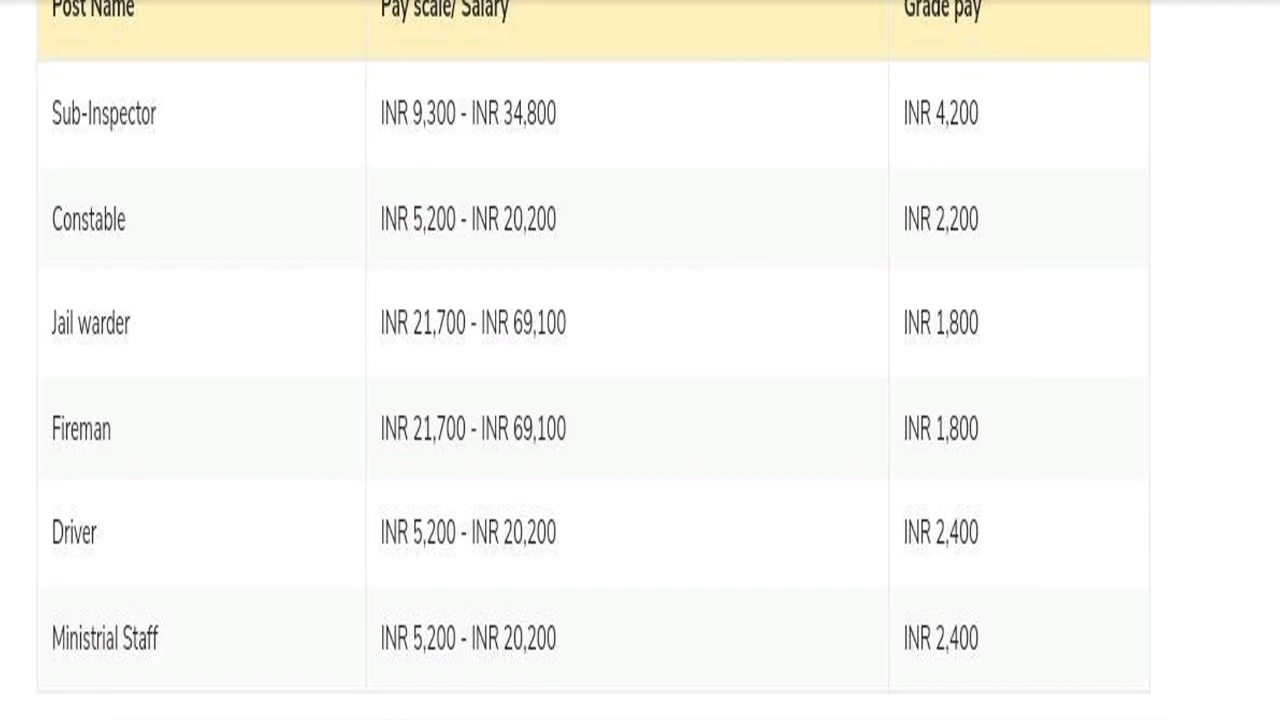 Post Name Pay scale/ Salary Grade pay
Sub-Inspector INR 9,300 - INR 34,800 INR 4,200
Constable INR 5,200 - INR 20,200 INR 2,200
Jail warder INR 21,700 - INR 69,100 INR 1,800
Fireman INR 21,700 - INR 69,100 INR 1,800
Driver INR 5,200 - INR 20,200 INR 2,400
Ministrial Staff INR 5,200 - INR 20,200 INR 2,400